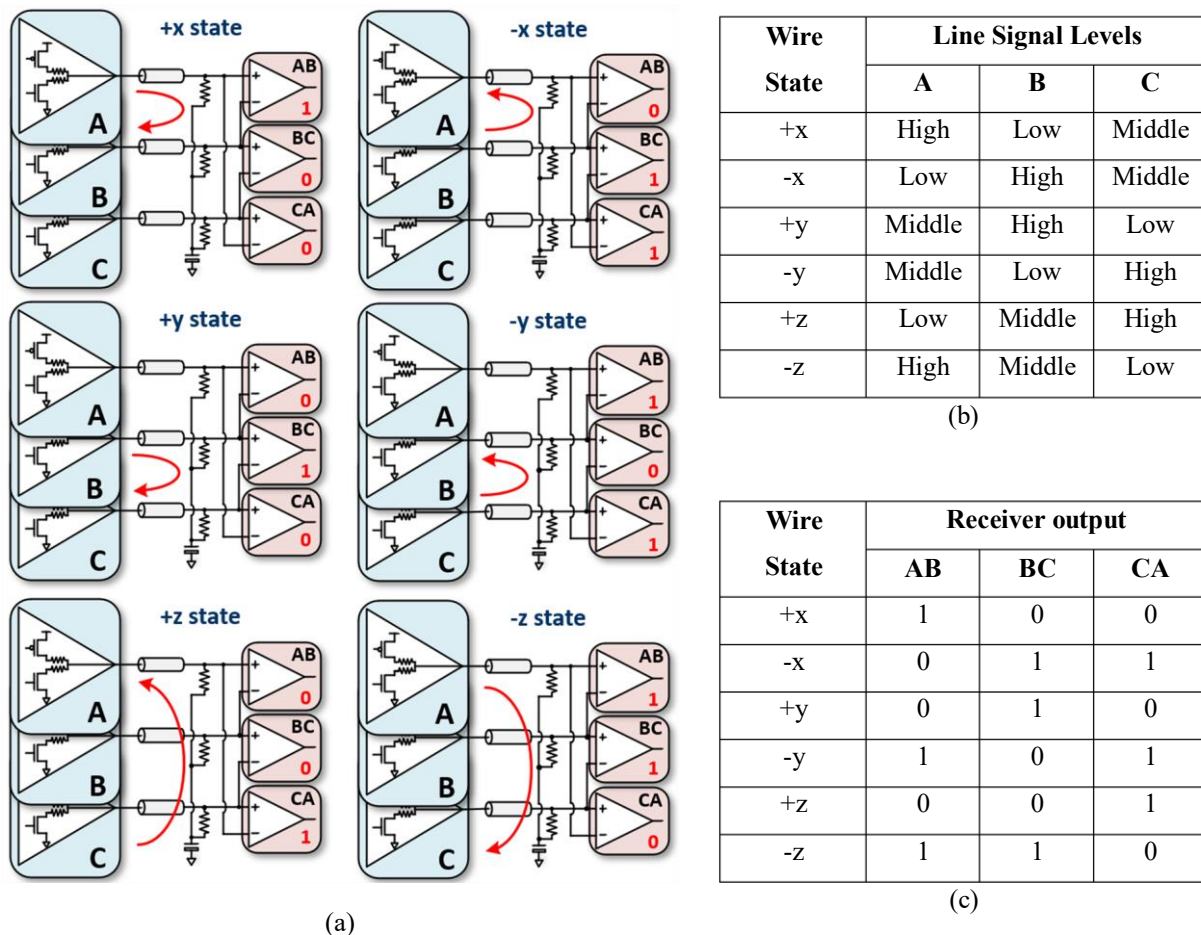 +x state
AB
1
A
BC
0
B
CA
0
C
-x state
AB
0
A
BC
1
B
CA
1
C
+y state
AB
0
A
BC
1
B
CA
0
C
-y state
AB
1
A
BC
0
B
CA
1
C
+z state
AB
0
A
BC
0
B
CA
1
C
-z state
AB
1
A
BC
1
B
CA
0
C
(a)
Wire State Line Signal Levels
A B C
+x High Low Middle
-x Low High Middle
+y Middle High Low
-y Middle Low High
+z Low Middle High
-z High Middle Low
(b)
Wire State Receiver output
AB BC CA
+x 1 0 0
-x 0 1 1
+y 0 1 0
-y 1 0 1
+z 0 0 1
-z 1 1 0
(c)